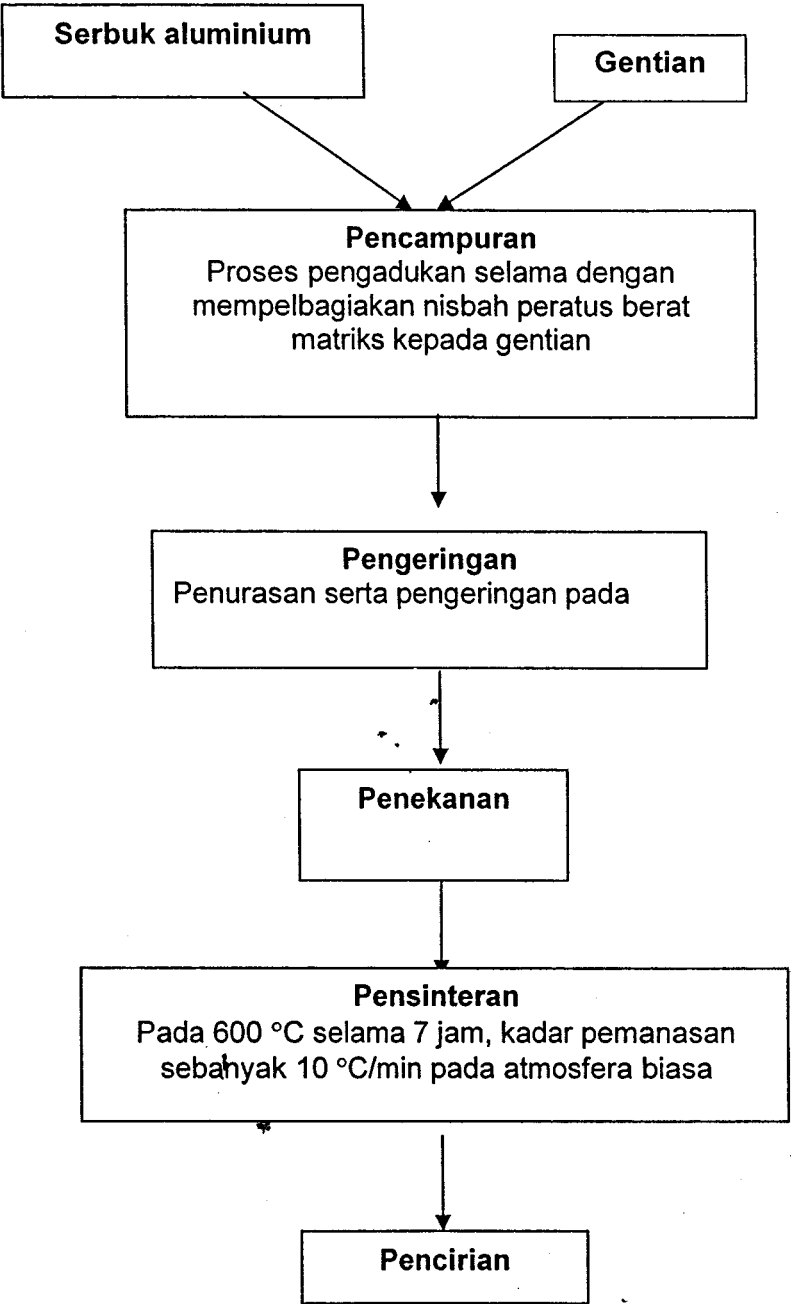 Serbuk aluminium
Gentian
Pencampuran
Proses pengadukan selama dengan
mempelbagiakan nisbah peratus berat
matriks kepada gentian
Pengeringan
Penurasan serta pengeringan pada
Penekanan
Pensinteran
Pada 600 °C selama 7 jam, kadar pemanasan
sebahyak 10 °C/min pada atmosfera biasa
Pencirian